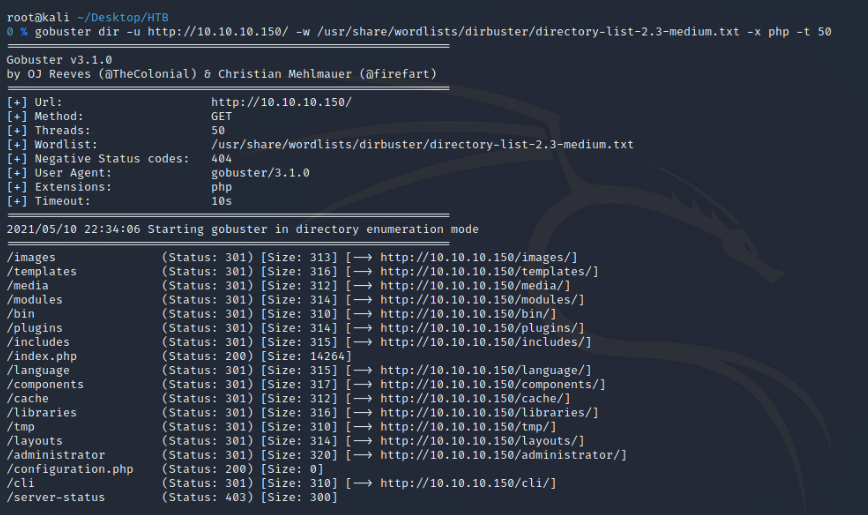 root@kali ~/Desktop/HTB
0 % gobuster dir -u http://10.10.10.150/ -w /usr/share/wordlists/dirbuster/directory-list-2.3-medium.txt -x php -t 50
===============================================================
Gobuster v3.1.0
by OJ Reeves (@TheColonial) & Christian Mehlmauer (@firefart)
===============================================================
[+] Url:                     http://10.10.10.150/
[+] Method:                  GET
[+] Threads:                 50
[+] Wordlist:                /usr/share/wordlists/dirbuster/directory-list-2.3-medium.txt
[+] Negative Status codes:   404
[+] User Agent:              gobuster/3.1.0
[+] Extensions:              php
[+] Timeout:                 10s
===============================================================
2021/05/10 22:34:06 Starting gobuster in directory enumeration mode
===============================================================
/images               (Status: 301) [Size: 313] [--> http://10.10.10.150/images/]
/templates            (Status: 301) [Size: 316] [--> http://10.10.10.150/templates/]
/media                (Status: 301) [Size: 312] [--> http://10.10.10.150/media/]
/modules              (Status: 301) [Size: 314] [--> http://10.10.10.150/modules/]
/bin                  (Status: 301) [Size: 310] [--> http://10.10.10.150/bin/]
/plugins              (Status: 301) [Size: 314] [--> http://10.10.10.150/plugins/]
/includes             (Status: 301) [Size: 315] [--> http://10.10.10.150/includes/]
/index.php            (Status: 200) [Size: 14264]
/language             (Status: 301) [Size: 315] [--> http://10.10.10.150/language/]
/components           (Status: 301) [Size: 317] [--> http://10.10.10.150/components/]
/cache                (Status: 301) [Size: 312] [--> http://10.10.10.150/cache/]
/libraries            (Status: 301) [Size: 316] [--> http://10.10.10.150/libraries/]
/tmp                  (Status: 301) [Size: 310] [--> http://10.10.10.150/tmp/]
/layouts              (Status: 301) [Size: 314] [--> http://10.10.10.150/layouts/]
/administrator        (Status: 301) [Size: 320] [--> http://10.10.10.150/administrator/]
/configuration.php    (Status: 200) [Size: 0]
/cli                  (Status: 301) [Size: 310] [--> http://10.10.10.150/cli/]
/server-status        (Status: 403) [Size: 300]